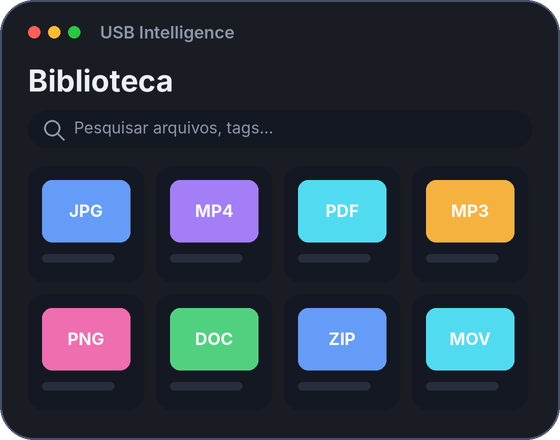 USB Intelligence
Biblioteca
Pesquisar arquivos, tags...
JPG
MP4
PDF
MP3
PNG
DOC
ZIP
MOV